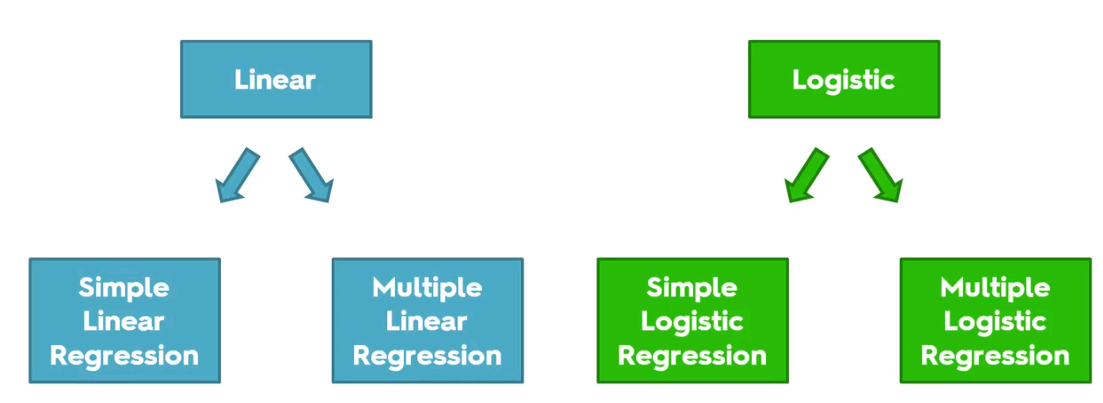 Linear
Logistic
Simple
Linear
Regression
Multiple
Linear
Regression
Simple
Logistic
Regression
Multiple
Logistic
Regression